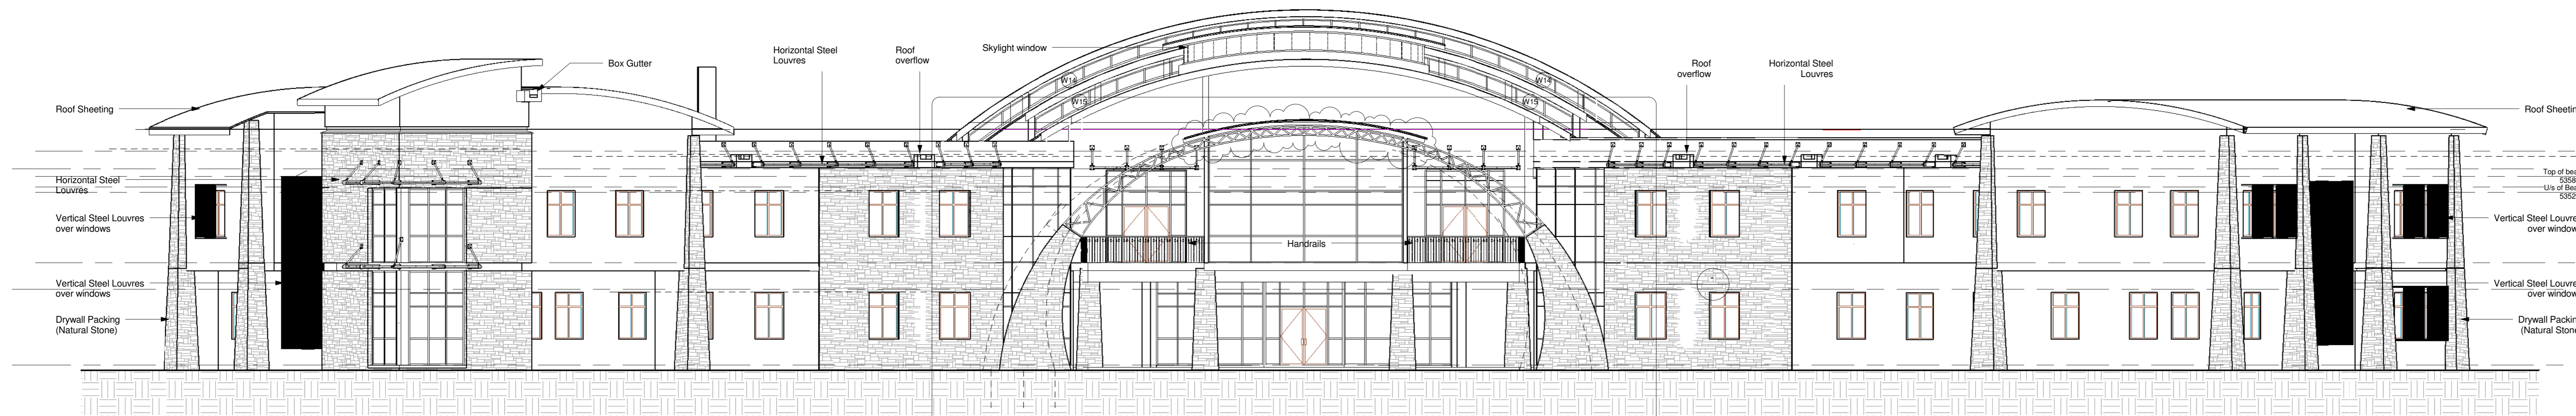 Skylight window
Horizontal Steel
Louvres
Roof
overflow
Box Gutter
Roof
overflow
Horizontal Steel
Louvres
W14
W14
W15
W15
Roof Sheeting
Roof Sheetin
Horizontal Steel
Louvres
Top of bea
5358
U/s of Bea
5352
Vertical Steel Louvres
over windows
Handrails
Vertical Steel Louvre
over window
Vertical Steel Louvres
over windows
Vertical Steel Louvre
over window
Drywall Packing
(Natural Stone)
Drywall Packin
(Natural Stone